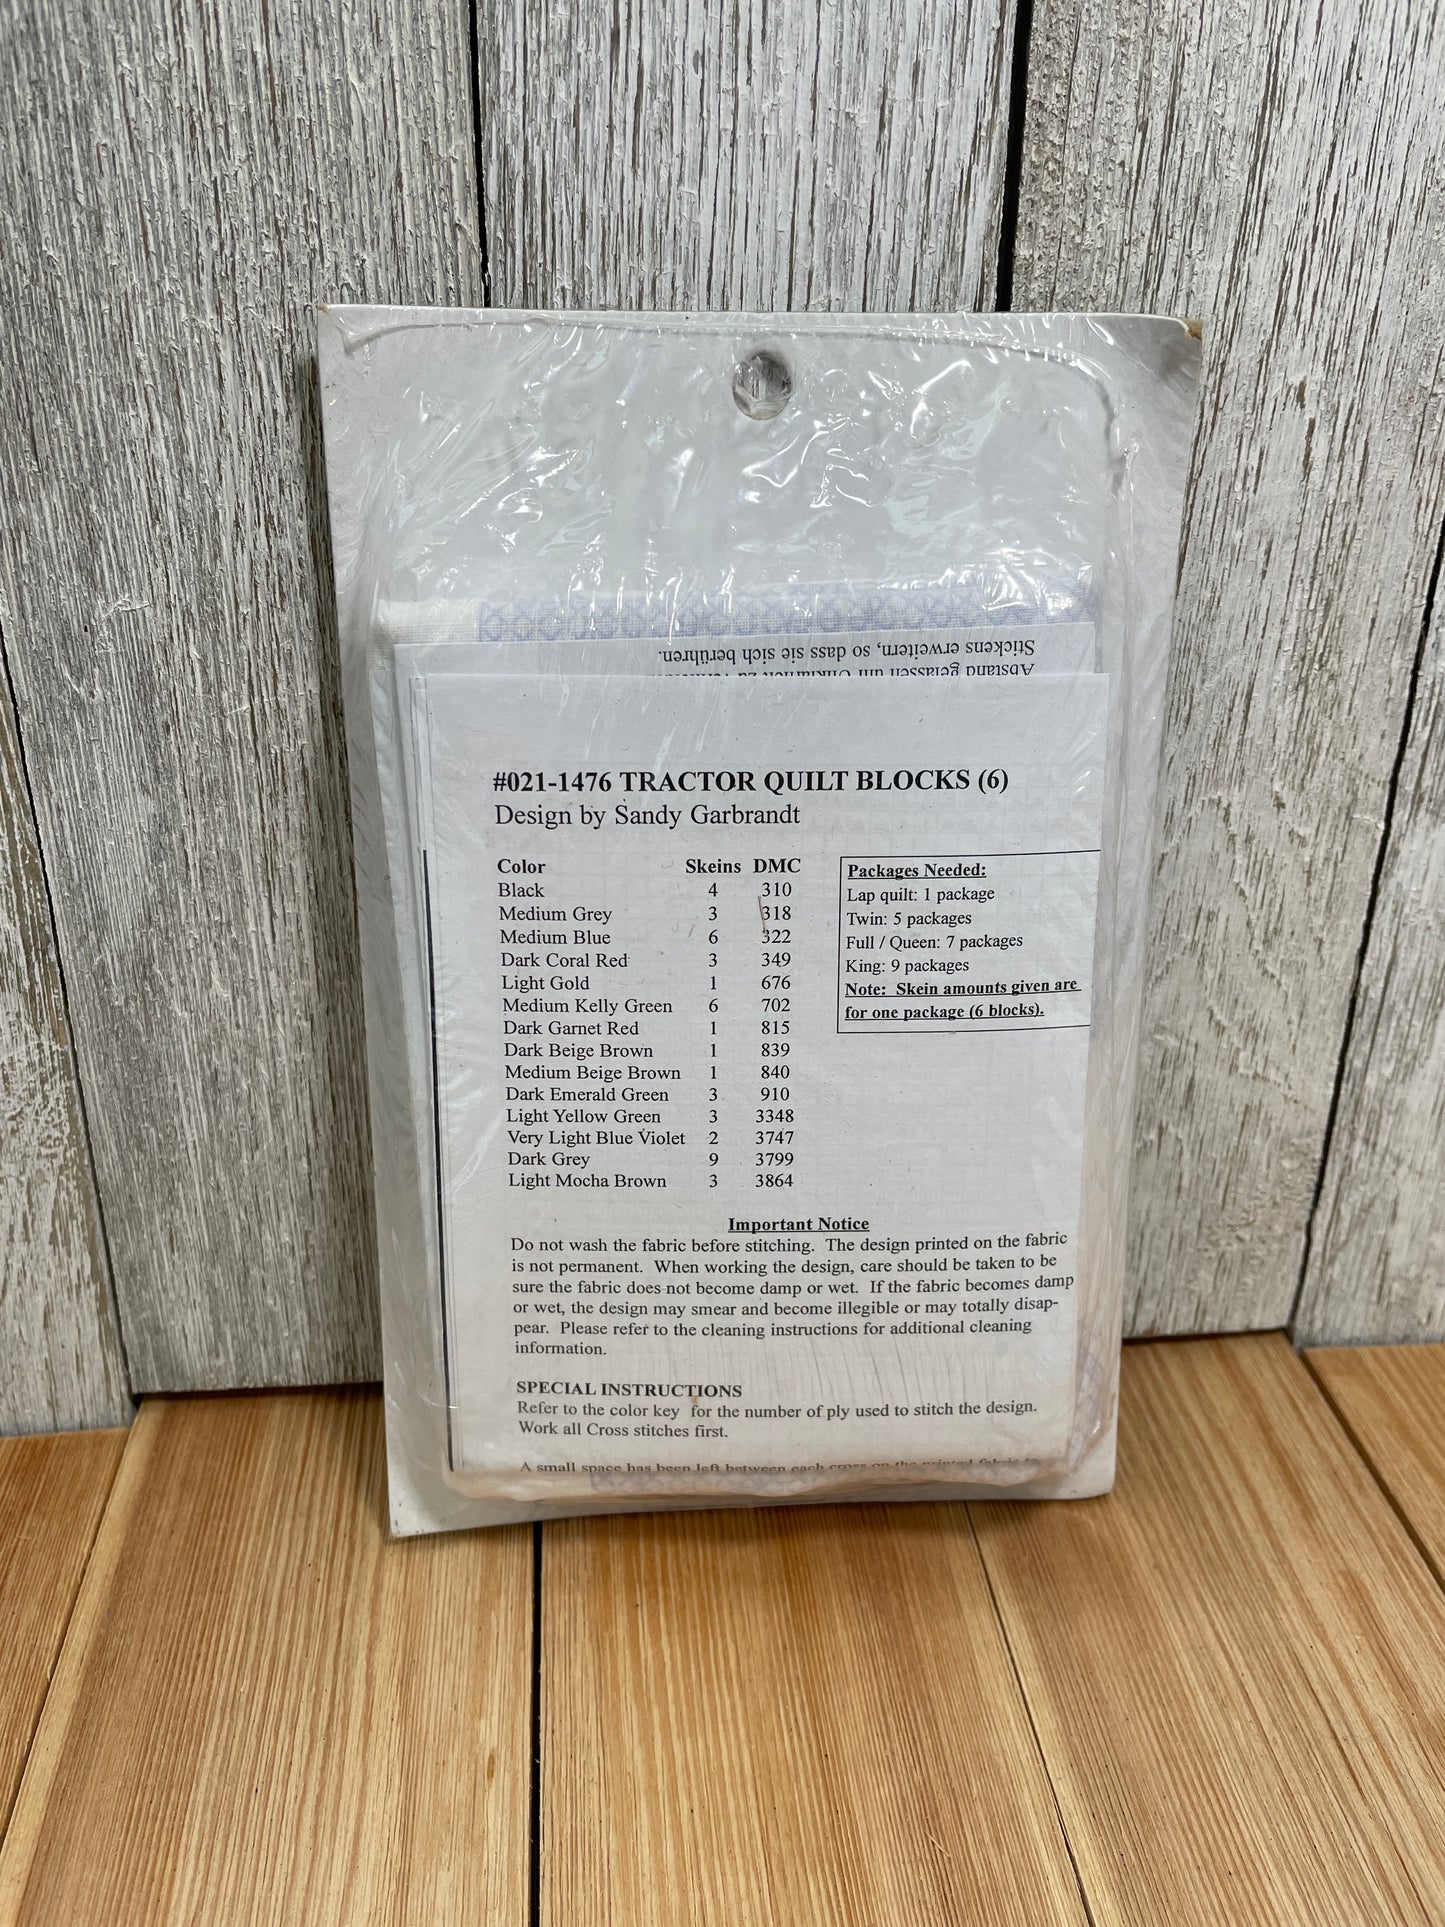 Stickens erweitern, so dass sie sich berühren.
Abstand gelassen um Unklarheit zu
#021-1476 TRACTOR QUILT BLOCKS (6)
Design by Sandy Garbrandt
Color Skeins DMC
Black 4 310
Medium Grey 3 318
Medium Blue 6 322
Dark Coral Red 3 349
Light Gold 1 676
Medium Kelly Green 6 702
Dark Garnet Red 1 815
Dark Beige Brown 1 839
Medium Beige Brown 1 840
Dark Emerald Green 3 910
Light Yellow Green 3 3348
Very Light Blue Violet 2 3747
Dark Grey 9 3799
Light Mocha Brown 3 3864
Packages Needed:
Lap quilt: 1 package
Twin: 5 packages
Full / Queen: 7 packages
King: 9 packages
Note: Skein amounts given are
for one package (6 blocks).
Important Notice
Do not wash the fabric before stitching. The design printed on the fabric
is not permanent. When working the design, care should be taken to be
sure the fabric does not become damp or wet. If the fabric becomes damp
or wet, the design may smear and become illegible or may totally disap-
pear. Please refer to the cleaning instructions for additional cleaning
information.
SPECIAL INSTRUCTIONS
Refer to the color key for the number of ply used to stitch the design.
Work all Cross stitches first.
A small space has been left between each cross on the printed fabric to